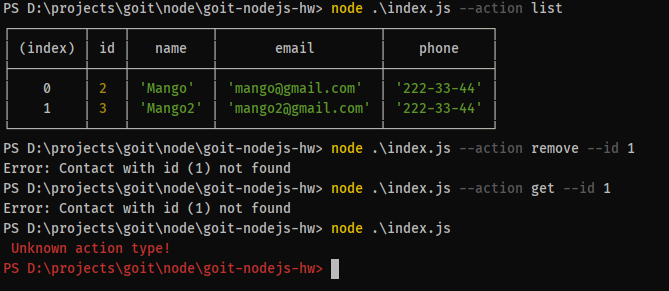 PS D:\projects\goit\node\goit-nodejs-hw> node .\index.js --action list
(index) id name email phone
0 2 'Mango' 'mango@gmail.com' '222-33-44'
1 3 'Mango2' 'mango2@gmail.com' '222-33-44'
PS D:\projects\goit\node\goit-nodejs-hw> node .\index.js --action remove --id 1
Error: Contact with id (1) not found
PS D:\projects\goit\node\goit-nodejs-hw> node .\index.js --action get --id 1
Error: Contact with id (1) not found
PS D:\projects\goit\node\goit-nodejs-hw> node .\index.js
Unknown action type!
PS D:\projects\goit\node\goit-nodejs-hw>